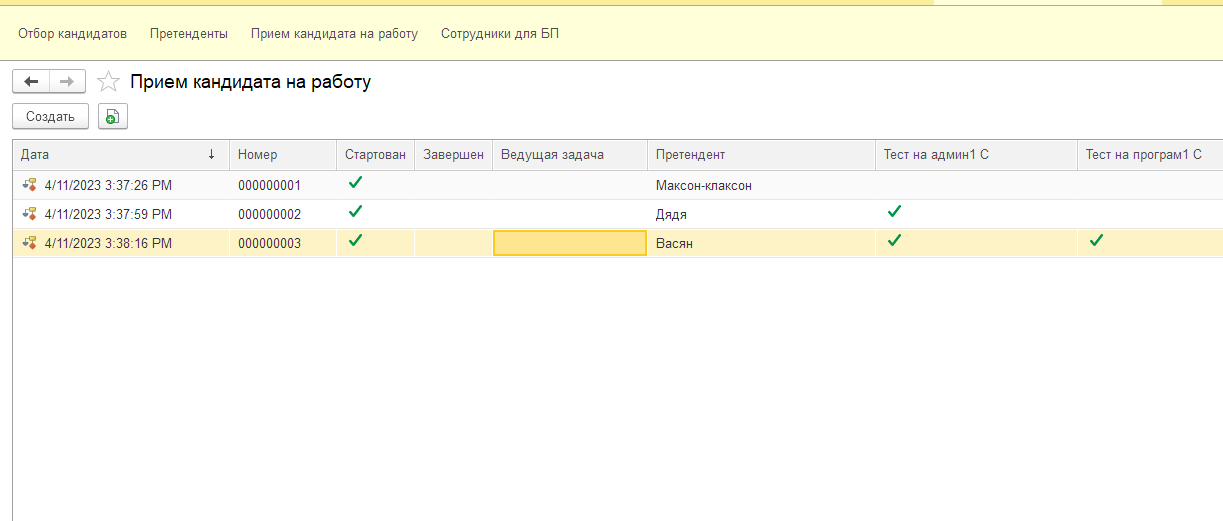 Отбор кандидатов Претенденты Прием кандидата на работу Сотрудники для БП
Прием кандидата на работу
Создать
Дата ↓ Номер Стартован Завершен Ведущая задача Претендент Тест на админ1 С Тест на програм1 С
4/11/2023 3:37:26 PM 000000001 Максон-клаксон
4/11/2023 3:37:59 PM 000000002 Дядя
4/11/2023 3:38:16 PM 000000003 Васян